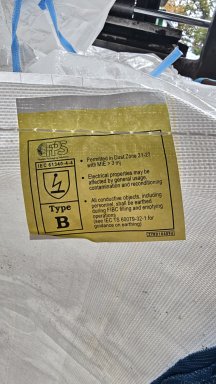 IEC 61340-4-4
Type
B
• Permitted in Dust Zone 21-22
with MIE > 3 mj
• Electrical properties may be
affected by general usage,
contamination and reconditioning
• All conductive objects, including
personnel, shall be earthed
during FIBC filling and emptying
operations
(see IEC TS 60079-32-1 for
guidance on earthing)